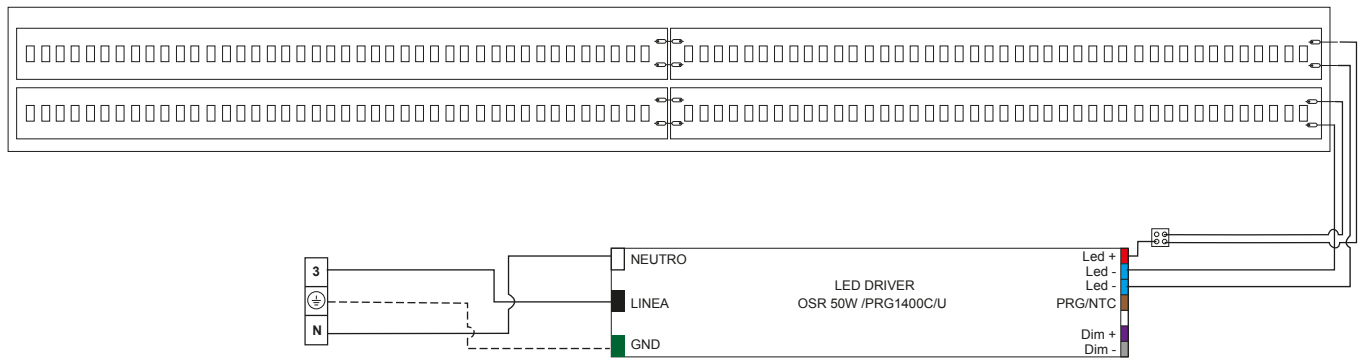 3
N
NEUTRO
LINEA
GND
LED DRIVER
OSR 50W /PRG1400C/U
Led +
Led -
Led -
PRG/NTC
Dim +
Dim -